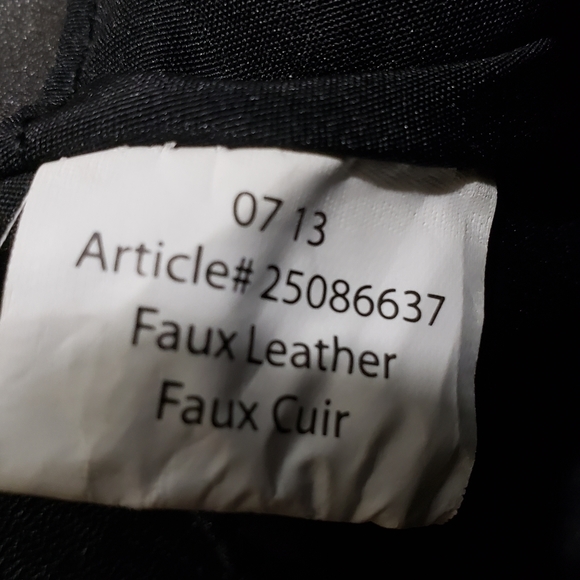 07 13
Article# 25086637
Faux Leather
Faux Cuir